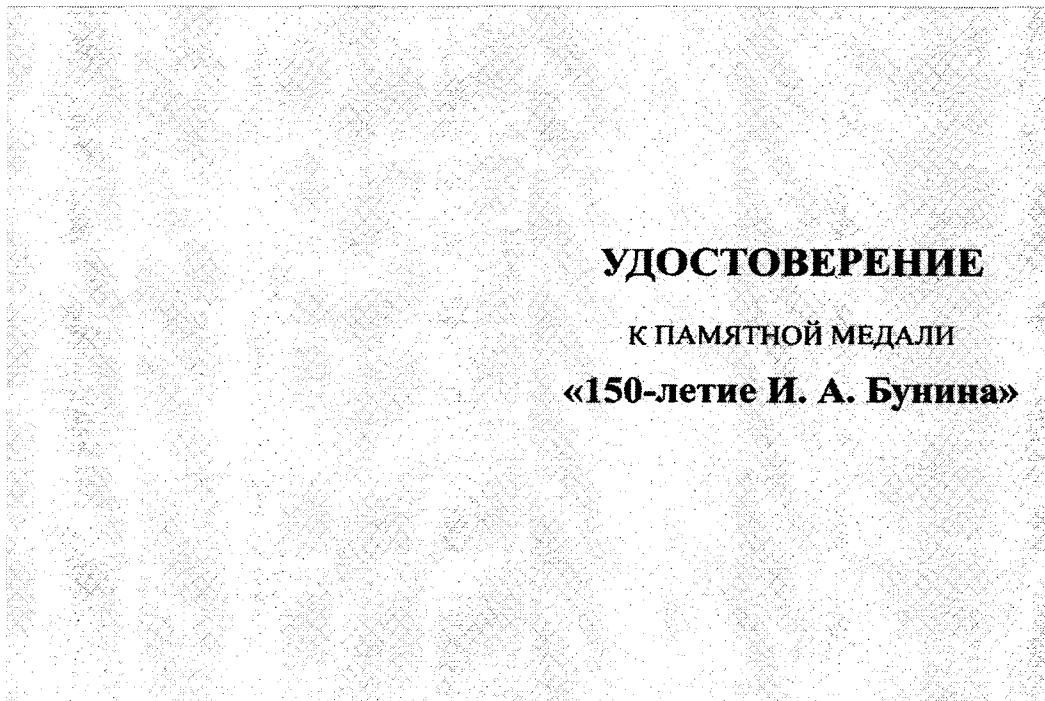 УДОСТОВЕРЕНИЕ
К ПАМЯТНОЙ МЕДАЛИ
«150-летие И. А. Бунина»